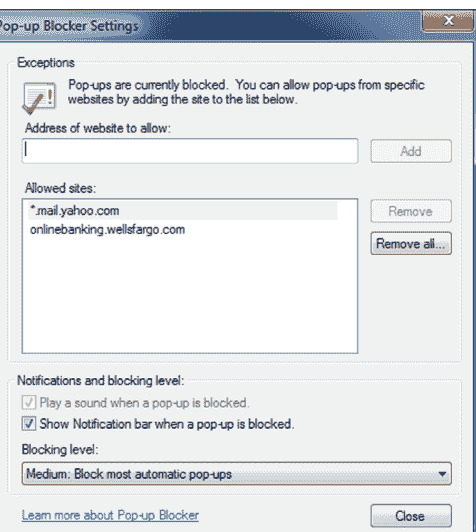 Pop-up Blocker Settings
Exceptions
Pop-ups are currently blocked. You can allow pop-ups from specific
websites by adding the site to the list below.
Address of website to allow:
Add
Allowed sites:
*.mail.yahoo.com
onlinebanking.wellsfargo.com
Remove
Remove all...
Notifications and blocking level:
Play a sound when a pop-up is blocked.
Show Notification bar when a pop-up is blocked.
Blocking level:
Medium: Block most automatic pop-ups
Learn more about Pop-up Blocker
Close